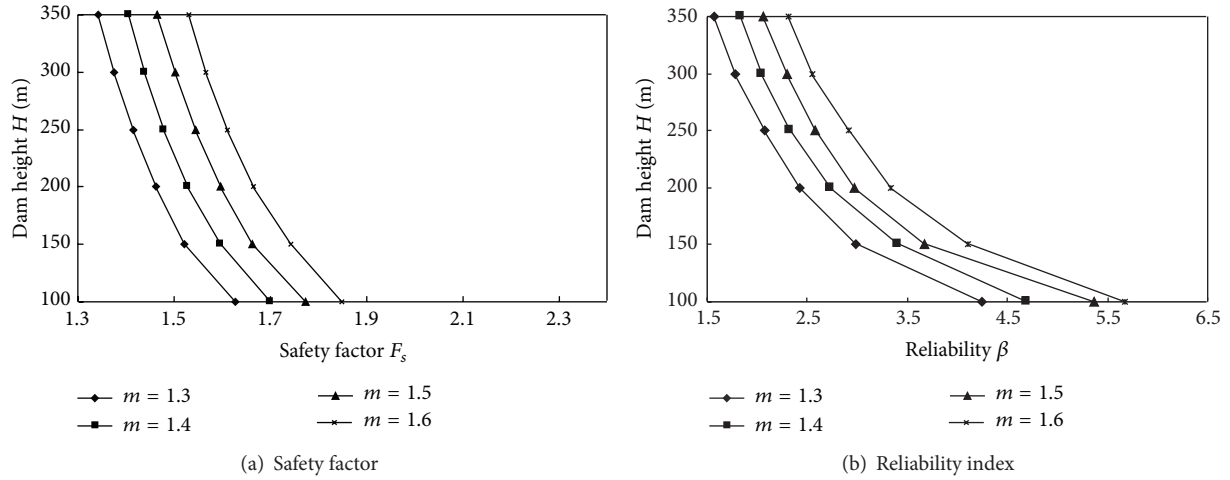 350
300
250
200
150
100
Dam height H (m)
1.3 1.5 1.7 1.9 2.1 2.3
Safety factor Fs
m = 1.3
m = 1.4
m = 1.5
m = 1.6
(a) Safety factor
350
300
250
200
150
100
Dam height H (m)
1.5 2.5 3.5 4.5 5.5 6.5
Reliability β
m = 1.3
m = 1.4
m = 1.5
m = 1.6
(b) Reliability index